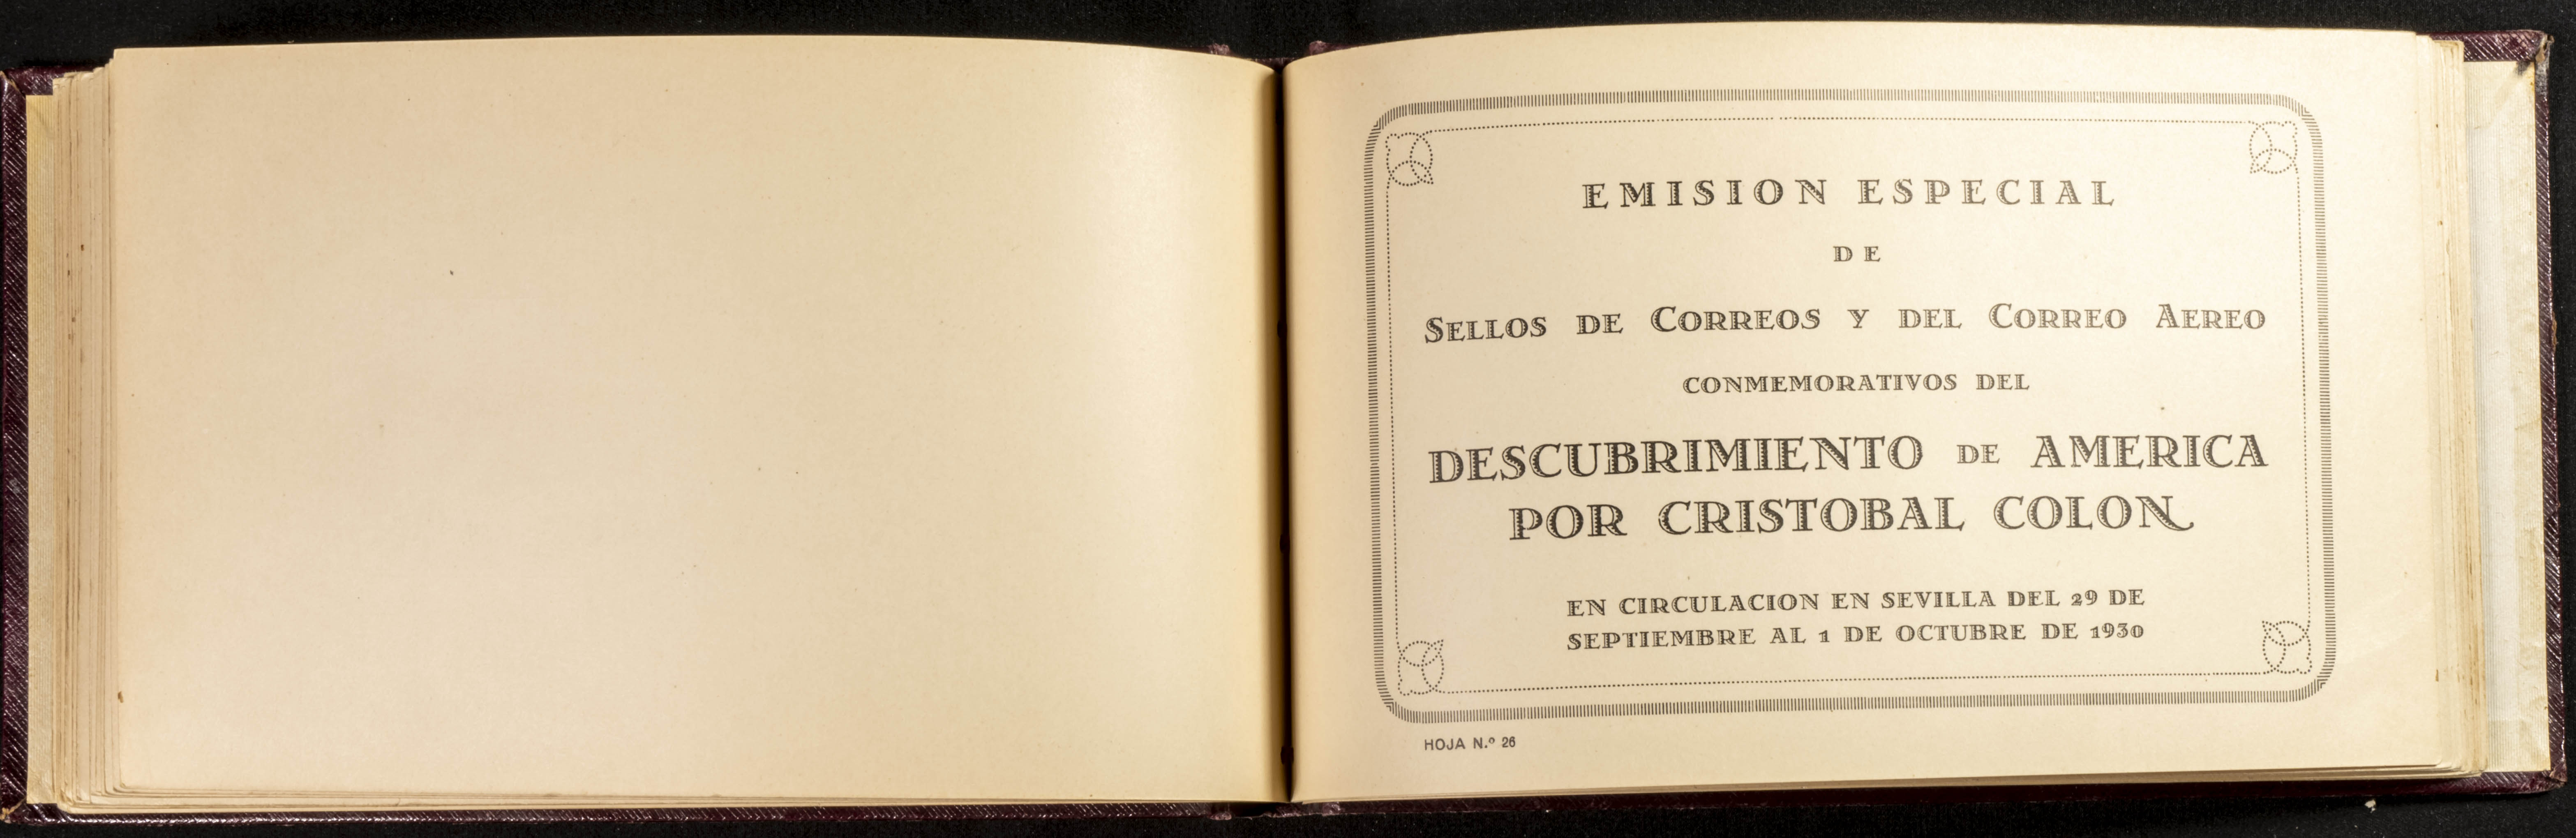 EMISION ESPECIAL
DE
SELLOS DE CORREOS Y DEL CORREO AEREO
CONMEMORATIVOS DEL
DESCUBRIMIENTO DE AMERICA
POR CRISTOBAL COLON
EN CIRCULACION EN SEVILLA DEL 29 DE
SEPTIEMBRE AL 1 DE OCTUBRE DE 1930
HOJA N.º 26